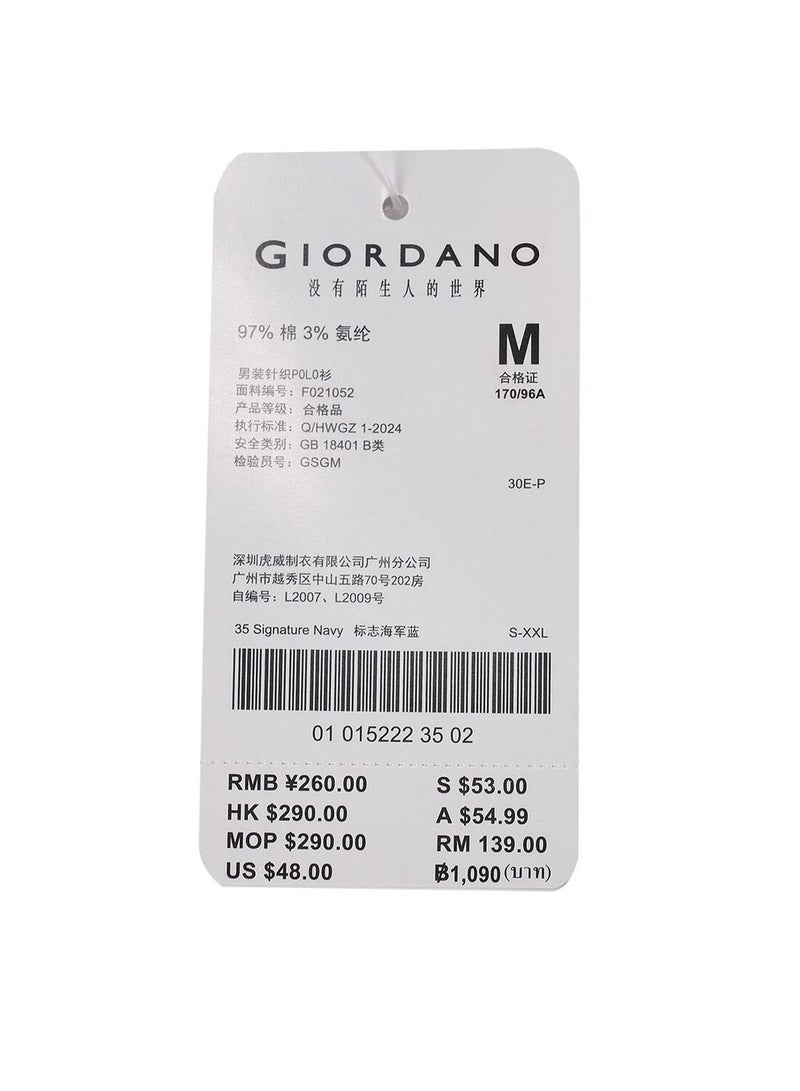 GIORDANO
没有陌生人的世界
97% 棉 3% 氨纶
M
合格证
170/96A
男装针织POLO衫
面料编号：F021052
产品等级：合格品
执行标准：Q/HWGZ 1-2024
安全类别：GB 18401 B类
检验员号：GSGM
30E-P
深圳虎威制衣有限公司广州分公司
广州市越秀区中山五路70号202房
自编号：L2007、L2009号
35 Signature Navy 标志海军蓝 S-XXL
01 015222 35 02
RMB ¥260.00 S $53.00
HK $290.00 A $54.99
MOP $290.00 RM 139.00
US $48.00 ฿1,090 (บาท)